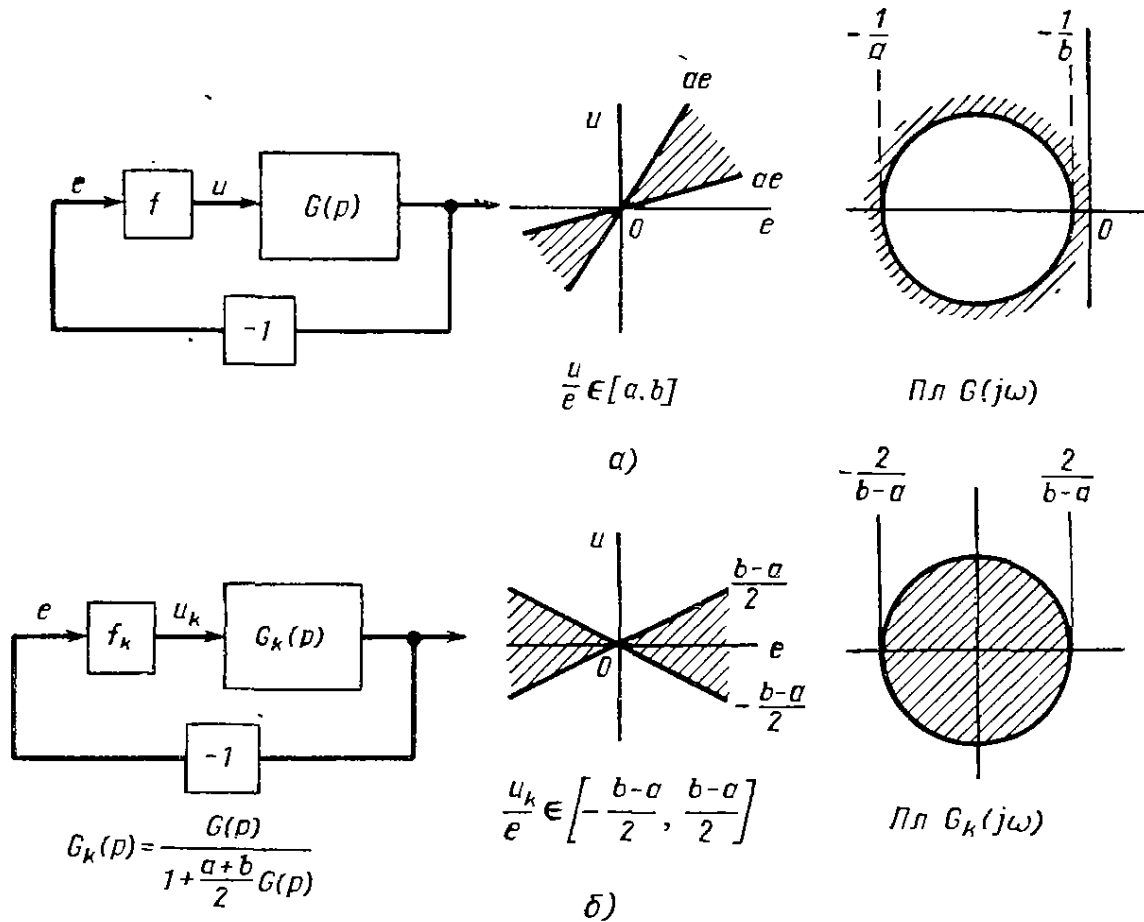 e f u G(p) -1
u ae ae 0 e
u/e ∈ [a. b]
-1/a -1/b 0
Пл G(jω)
а)
e f_k u_k G_k(p) -1
G_k(p) = G(p) / (1 + (a+b)/2 G(p))
u (b-a)/2 0 e -(b-a)/2
u_k/e ∈ [-(b-a)/2, (b-a)/2]
-2/(b-a) 2/(b-a)
Пл G_k(jω)
б)